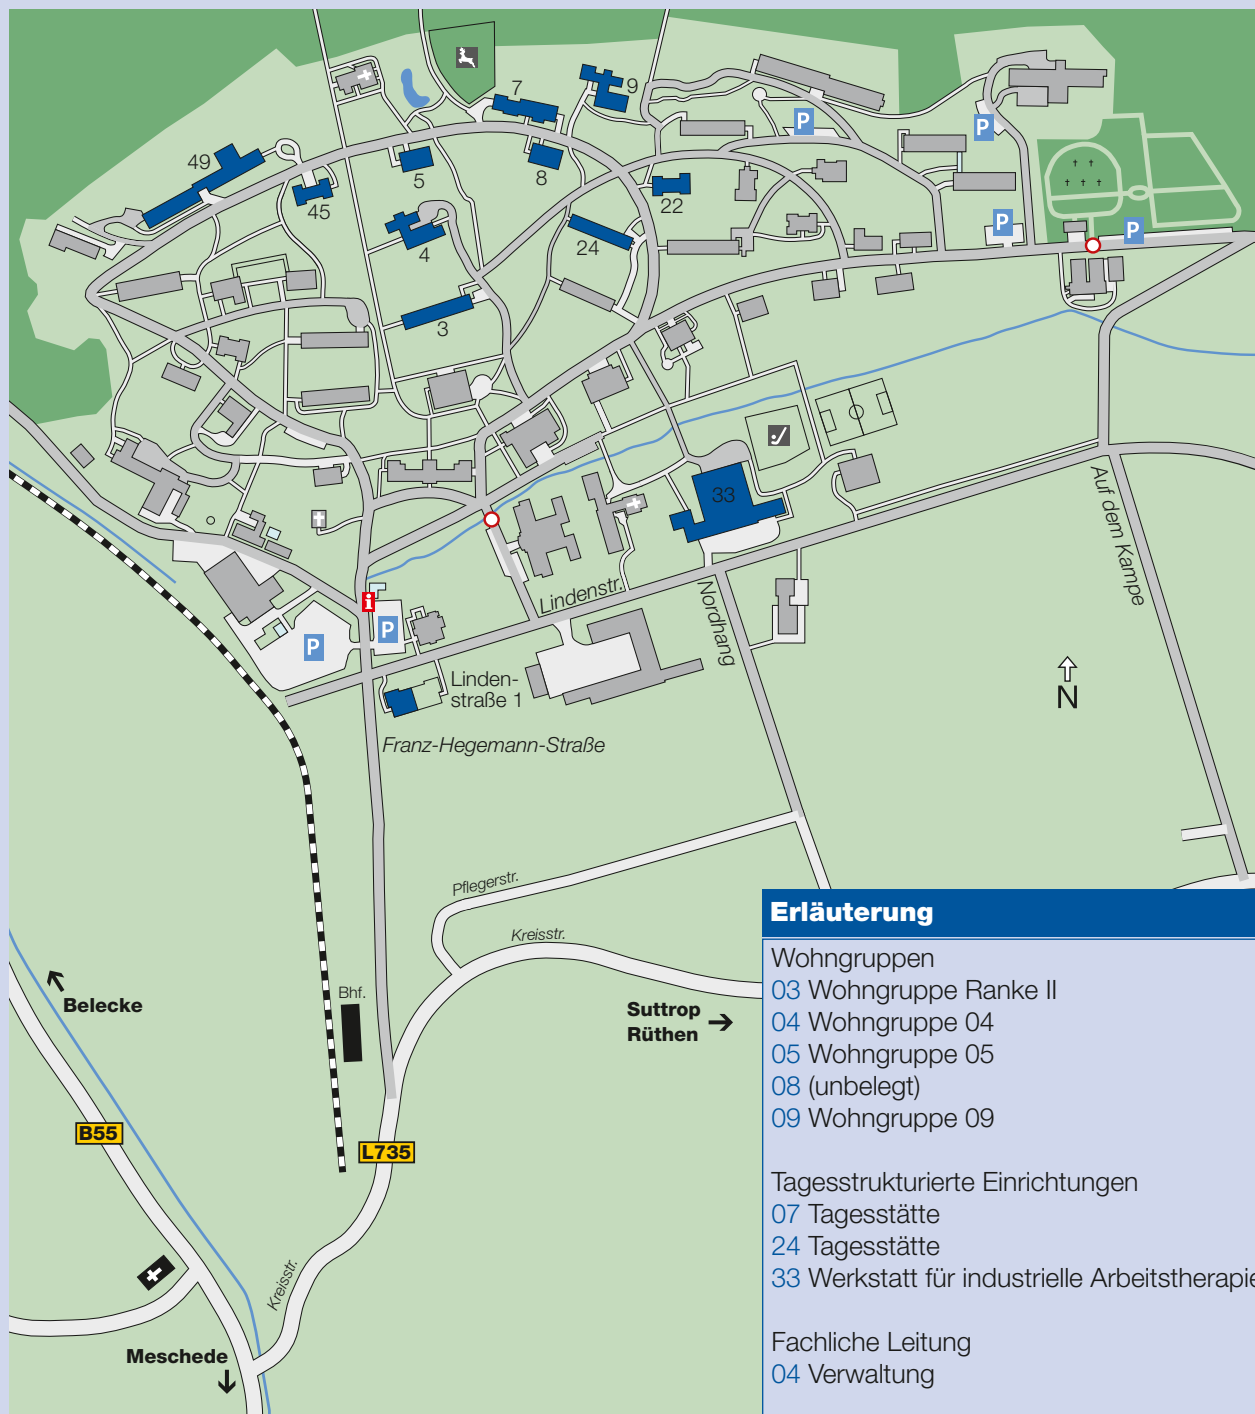 7
9
49
5
8
45
22
4
24
3
P
P
P
P
33
Auf dem Kampe
Lindenstr.
Nordhang
i
P
P
Linden-
straße 1
N
Franz-Hegemann-Straße
Pflegerstr.
Kreisstr.
Bhf.
Belecke
Suttrop
Rüthen
B55
L735
Kreisstr.
Meschede
Erläuterung
Wohngruppen
03 Wohngruppe Ranke II
04 Wohngruppe 04
05 Wohngruppe 05
08 (unbelegt)
09 Wohngruppe 09
Tagesstrukturierte Einrichtungen
07 Tagesstätte
24 Tagesstätte
33 Werkstatt für industrielle Arbeitstherapie
Fachliche Leitung
04 Verwaltung